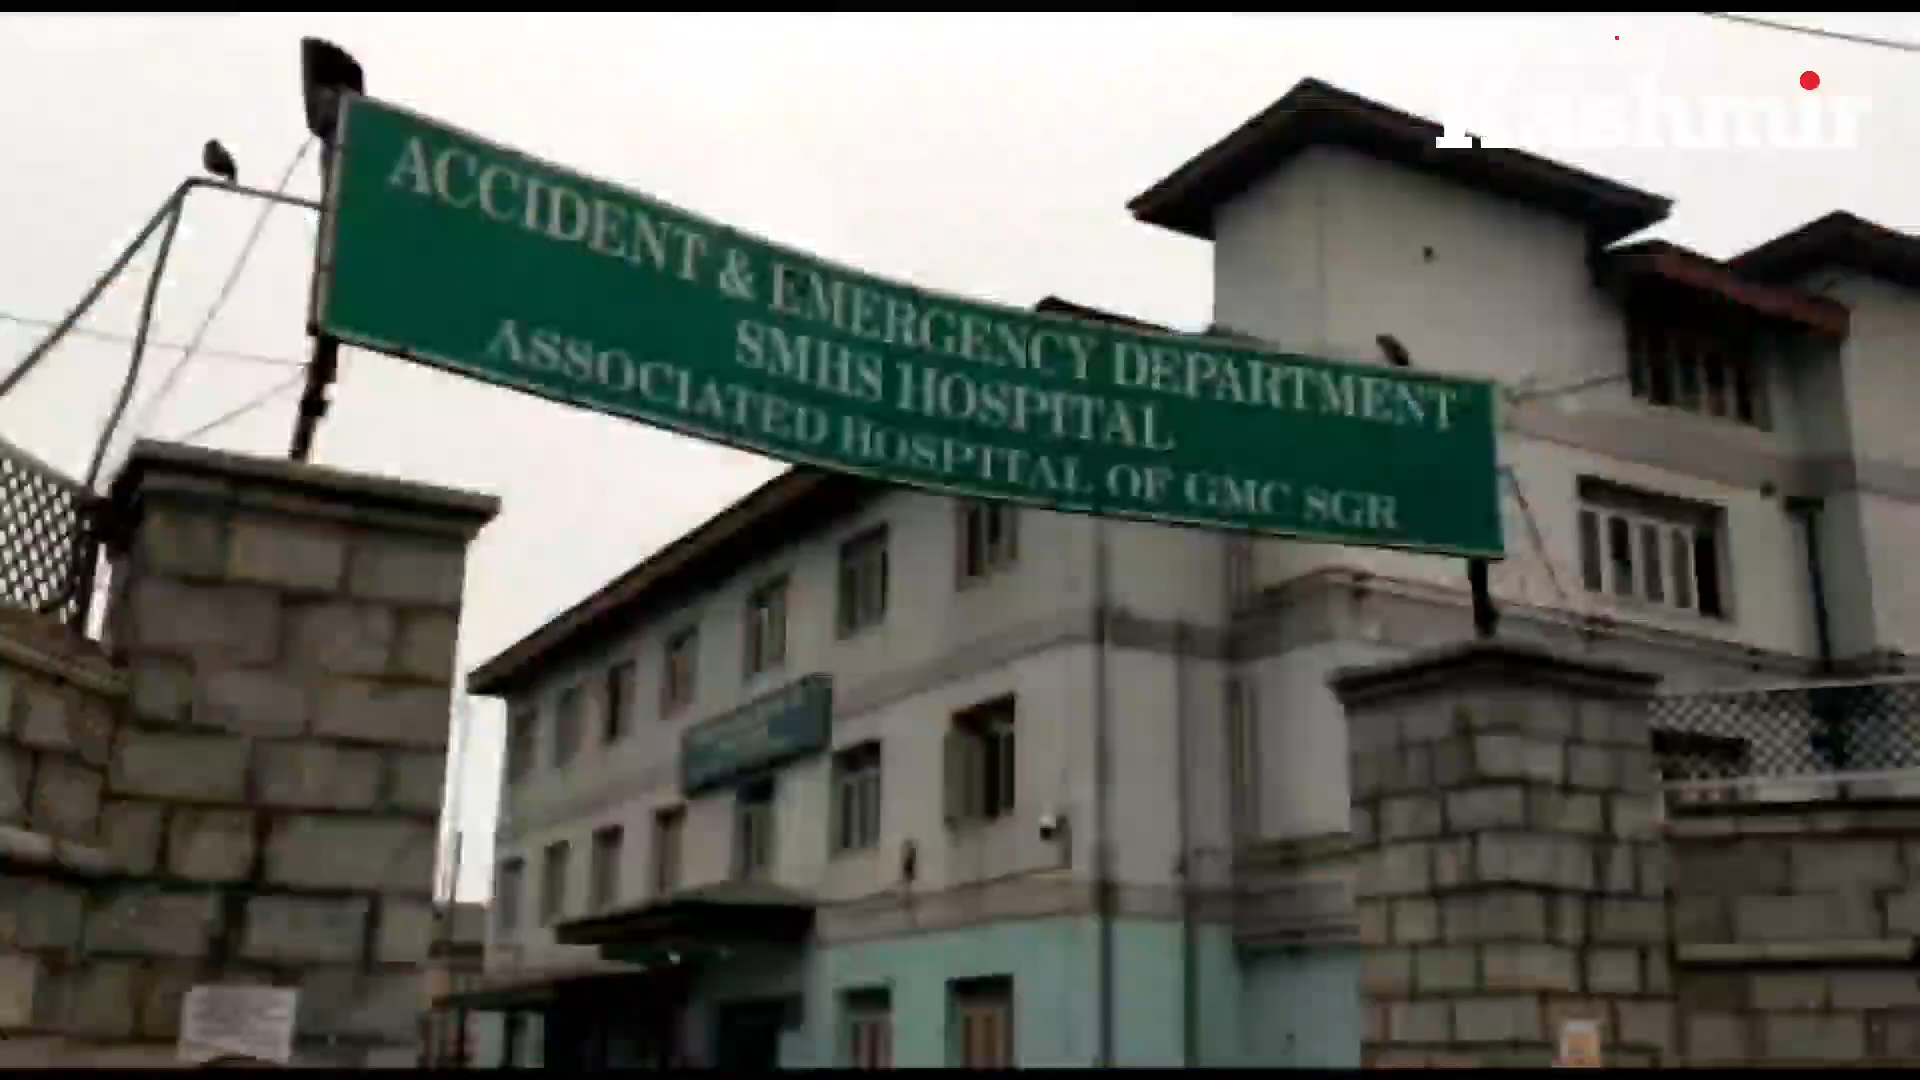 Kashmir
ACCIDENT & EMERGENCY DEPARTMENT
SMHS HOSPITAL
ASSOCIATED HOSPITAL OF GMC SGR